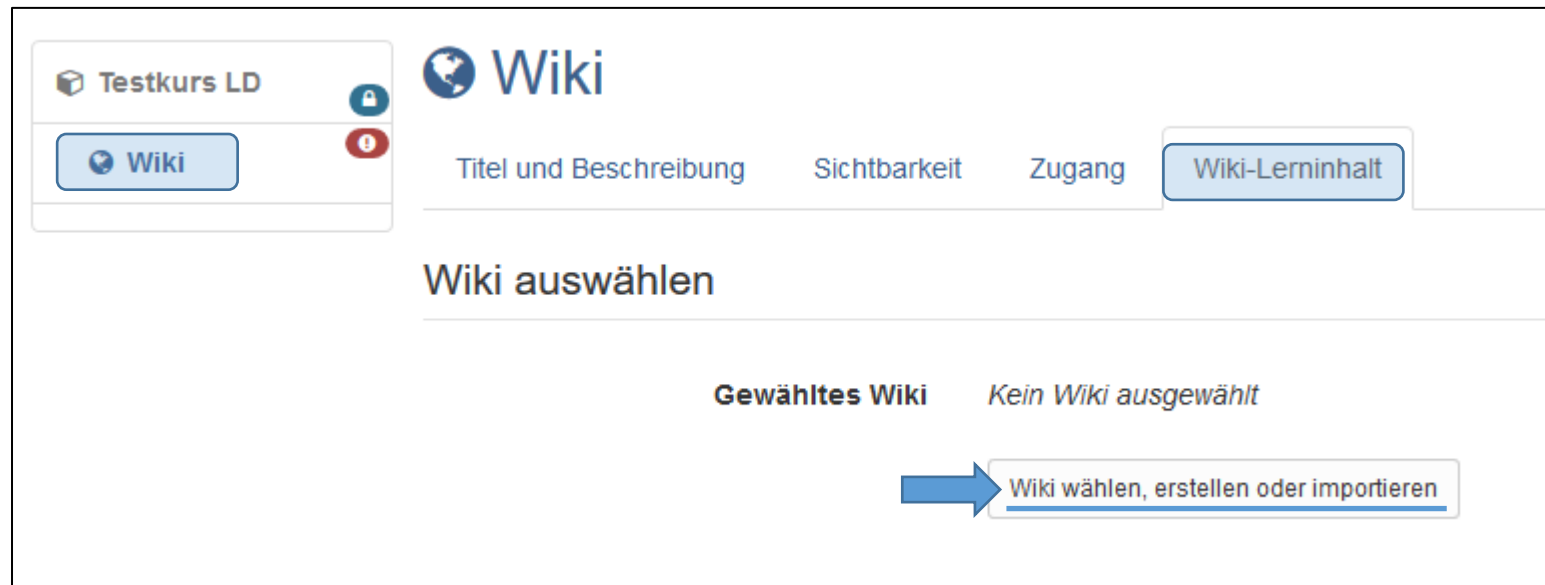 Testkurs LD
Wiki
Wiki
Titel und Beschreibung Sichtbarkeit Zugang Wiki-Lerninhalt
Wiki auswählen
Gewähltes Wiki Kein Wiki ausgewählt
Wiki wählen, erstellen oder importieren